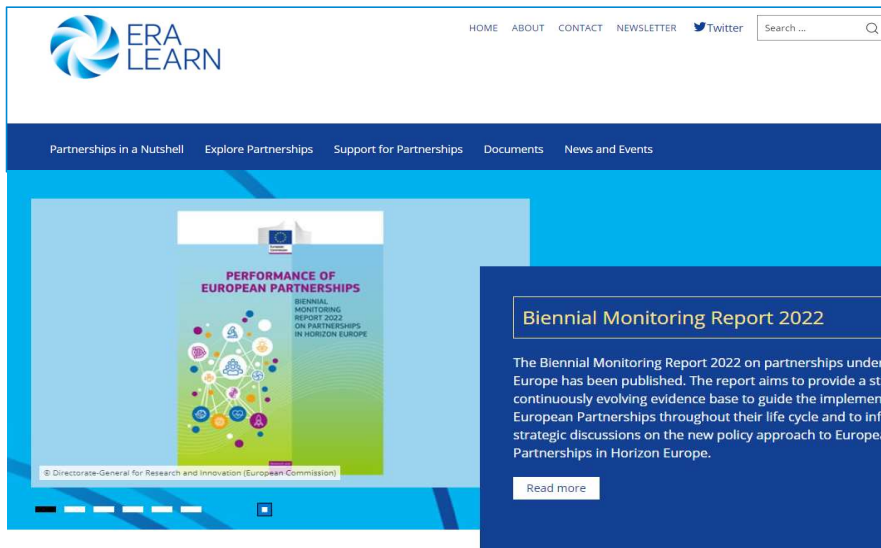 ERA
LEARN
HOME ABOUT CONTACT NEWSLETTER Twitter Search ...
Partnerships in a Nutshell Explore Partnerships Support for Partnerships Documents News and Events
PERFORMANCE OF
EUROPEAN PARTNERSHIPS
BIENNIAL
MONITORING
REPORT 2022
ON PARTNERSHIPS
IN HORIZON EUROPE
© Directorate-General for Research and Innovation (European Commission)
Biennial Monitoring Report 2022
The Biennial Monitoring Report 2022 on partnerships under
Europe has been published. The report aims to provide a st
continuously evolving evidence base to guide the implemen
European Partnerships throughout their life cycle and to inf
strategic discussions on the new policy approach to Europea
Partnerships in Horizon Europe.
Read more